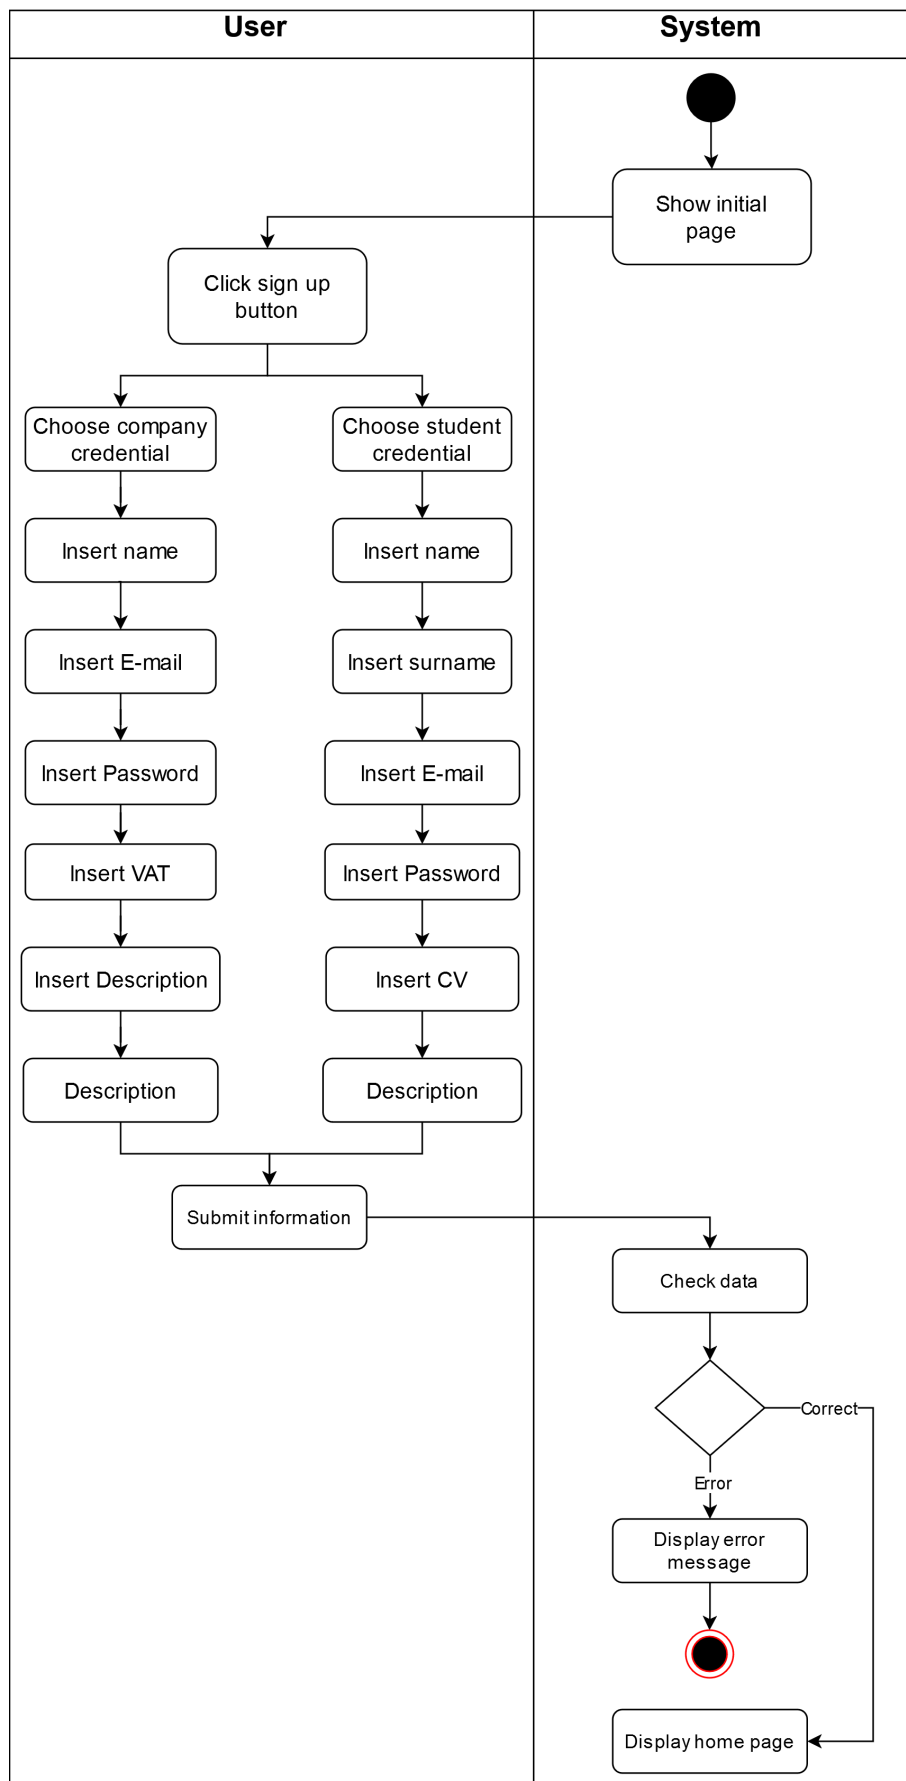 User
System
Show initial
page
Click sign up
button
Choose company
credential
Choose student
credential
Insert name
Insert name
Insert E-mail
Insert surname
Insert Password
Insert E-mail
Insert VAT
Insert Password
Insert Description
Insert CV
Description
Description
Submit information
Check data
Correct
Error
Display error
message
Display home page